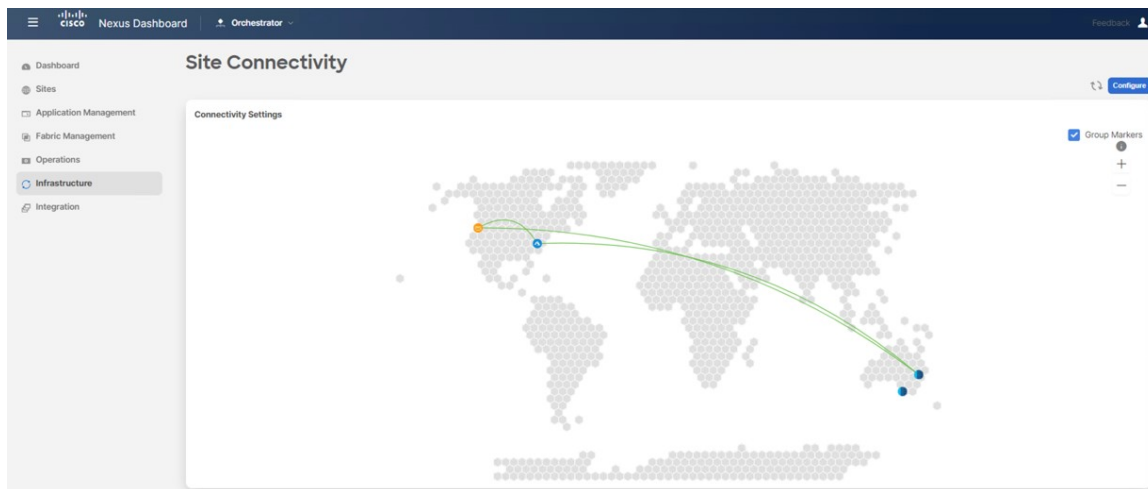 CISCO Nexus Dashboard Orchestrator
Feedback
Dashboard
Sites
Application Management
Fabric Management
Operations
Infrastructure
Integration
Site Connectivity
Configure
Connectivity Settings
Group Markers